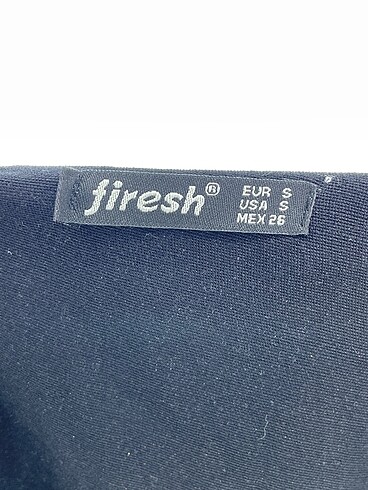 firesh®
EUR S
USA S
MEX 26